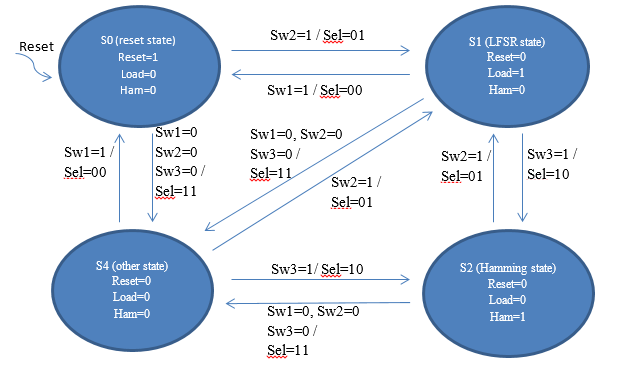 Reset
S0 (reset state)
Reset=1
Load=0
Ham=0
Sw2=1 / Sel=01
Sw1=1 / Sel=00
S1 (LFSR state)
Reset=0
Load=1
Ham=0
Sw1=1 /
Sel=00
Sw1=0
Sw2=0
Sw3=0 /
Sel=11
Sw1=0, Sw2=0
Sw3=0 /
Sel=11
Sw2=1 /
Sel=01
Sw2=1 /
Sel=01
Sw3=1 /
Sel=10
S4 (other state)
Reset=0
Load=0
Ham=0
Sw3=1/ Sel=10
Sw1=0, Sw2=0
Sw3=0 /
Sel=11
S2 (Hamming state)
Reset=0
Load=0
Ham=1